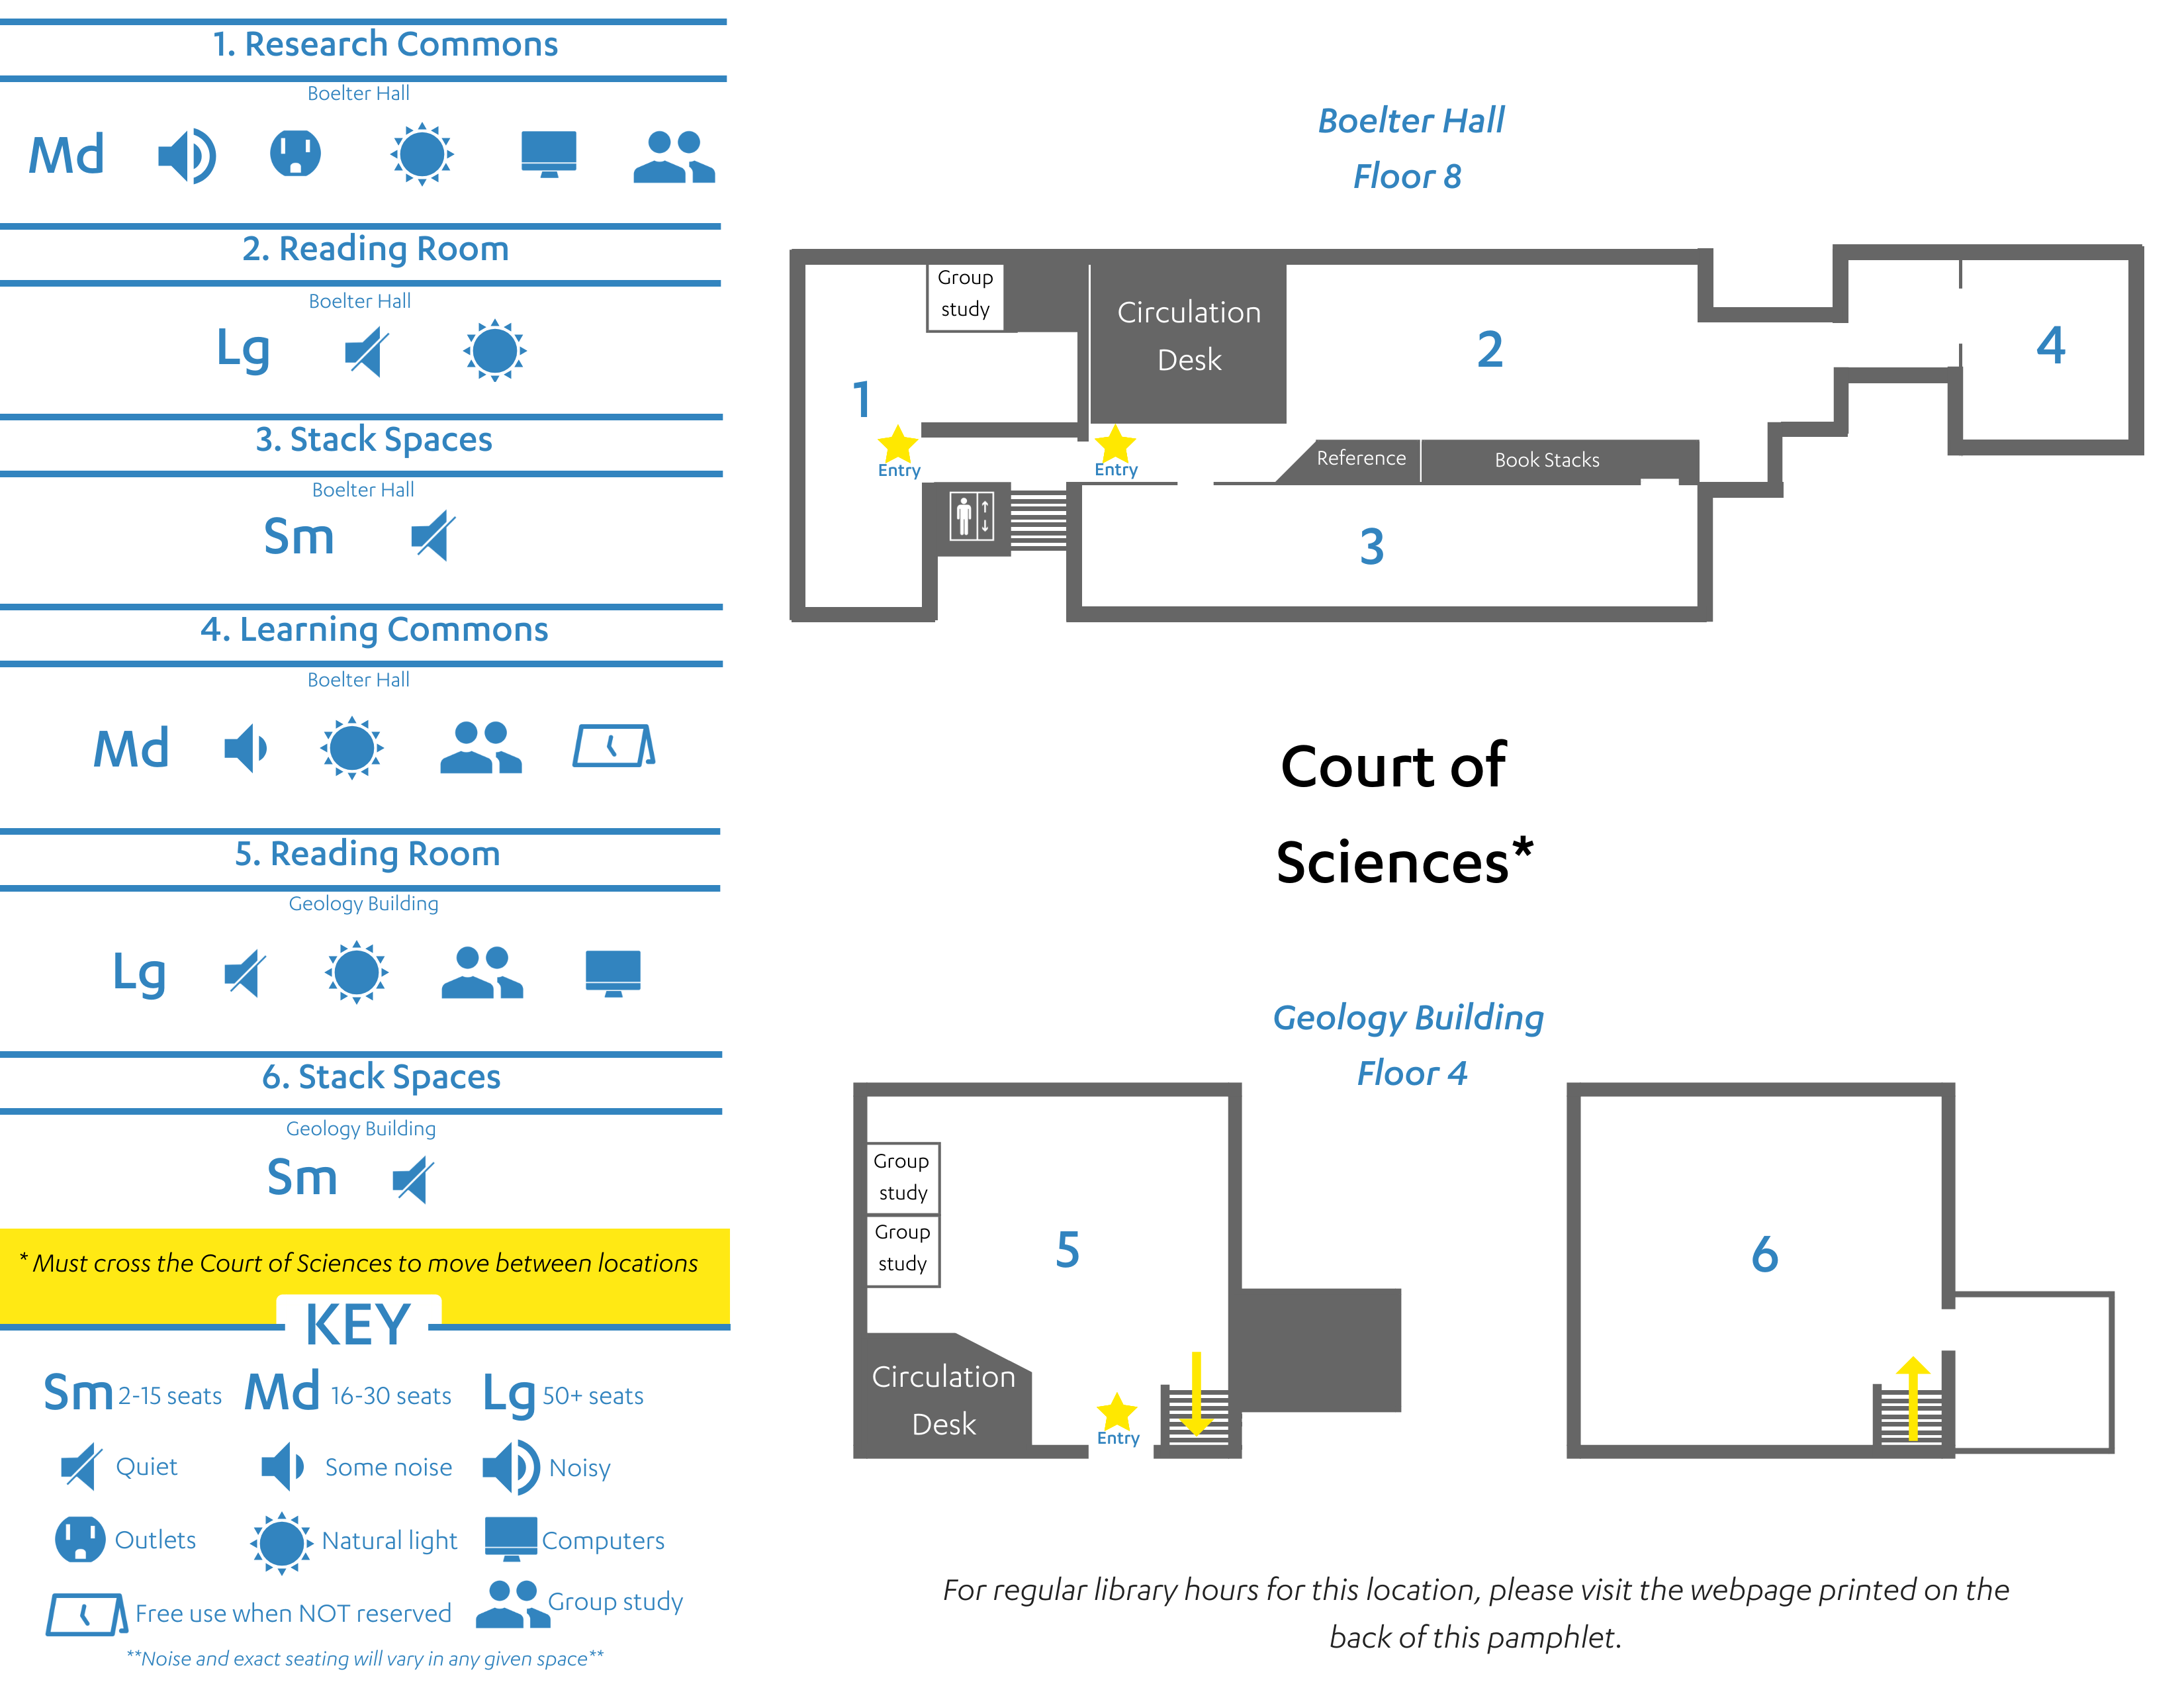 1. Research Commons
Boelter Hall
Md
2. Reading Room
Boelter Hall
Lg
3. Stack Spaces
Boelter Hall
Sm
4. Learning Commons
Boelter Hall
Md
5. Reading Room
Geology Building
Lg
6. Stack Spaces
Geology Building
Sm
* Must cross the Court of Sciences to move between locations
KEY
Sm 2-15 seats Md 16-30 seats Lg 50+ seats
Quiet Some noise Noisy
Outlets Natural light Computers
Free use when NOT reserved Group study
**Noise and exact seating will vary in any given space**
Boelter Hall
Floor 8
Group
study
Circulation
Desk
1
2
4
Entry
Entry
Reference
Book Stacks
3
Court of
Sciences*
Geology Building
Floor 4
Group
study
Group
study
5
Circulation
Desk
Entry
6
For regular library hours for this location, please visit the webpage printed on the
back of this pamphlet.